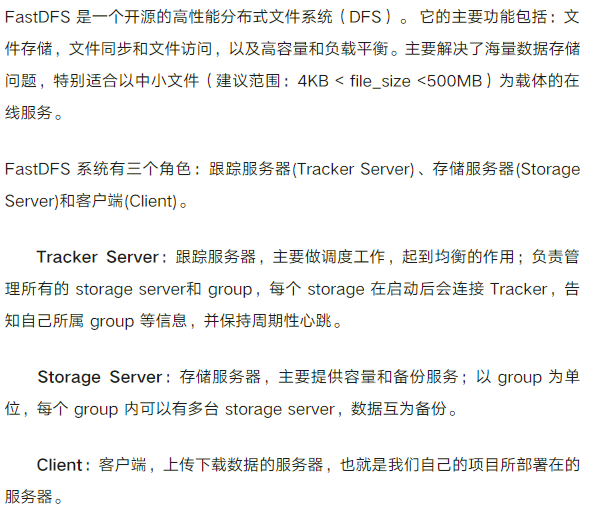 FastDFS 是一个开源的高性能分布式文件系统（DFS）。 它的主要功能包括：文
件存储，文件同步和文件访问，以及高容量和负载平衡。主要解决了海量数据存储
问题，特别适合以中小文件（建议范围：4KB < file_size <500MB）为载体的在
线服务。
FastDFS 系统有三个角色：跟踪服务器(Tracker Server)、存储服务器(Storage
Server)和客户端(Client)。
Tracker Server：跟踪服务器，主要做调度工作，起到均衡的作用；负责管
理所有的 storage server和 group，每个 storage 在启动后会连接 Tracker，告
知自己所属 group 等信息，并保持周期性心跳。
Storage Server：存储服务器，主要提供容量和备份服务；以 group 为单
位，每个 group 内可以有多台 storage server，数据互为备份。
Client：客户端，上传下载数据的服务器，也就是我们自己的项目所部署在的
服务器。